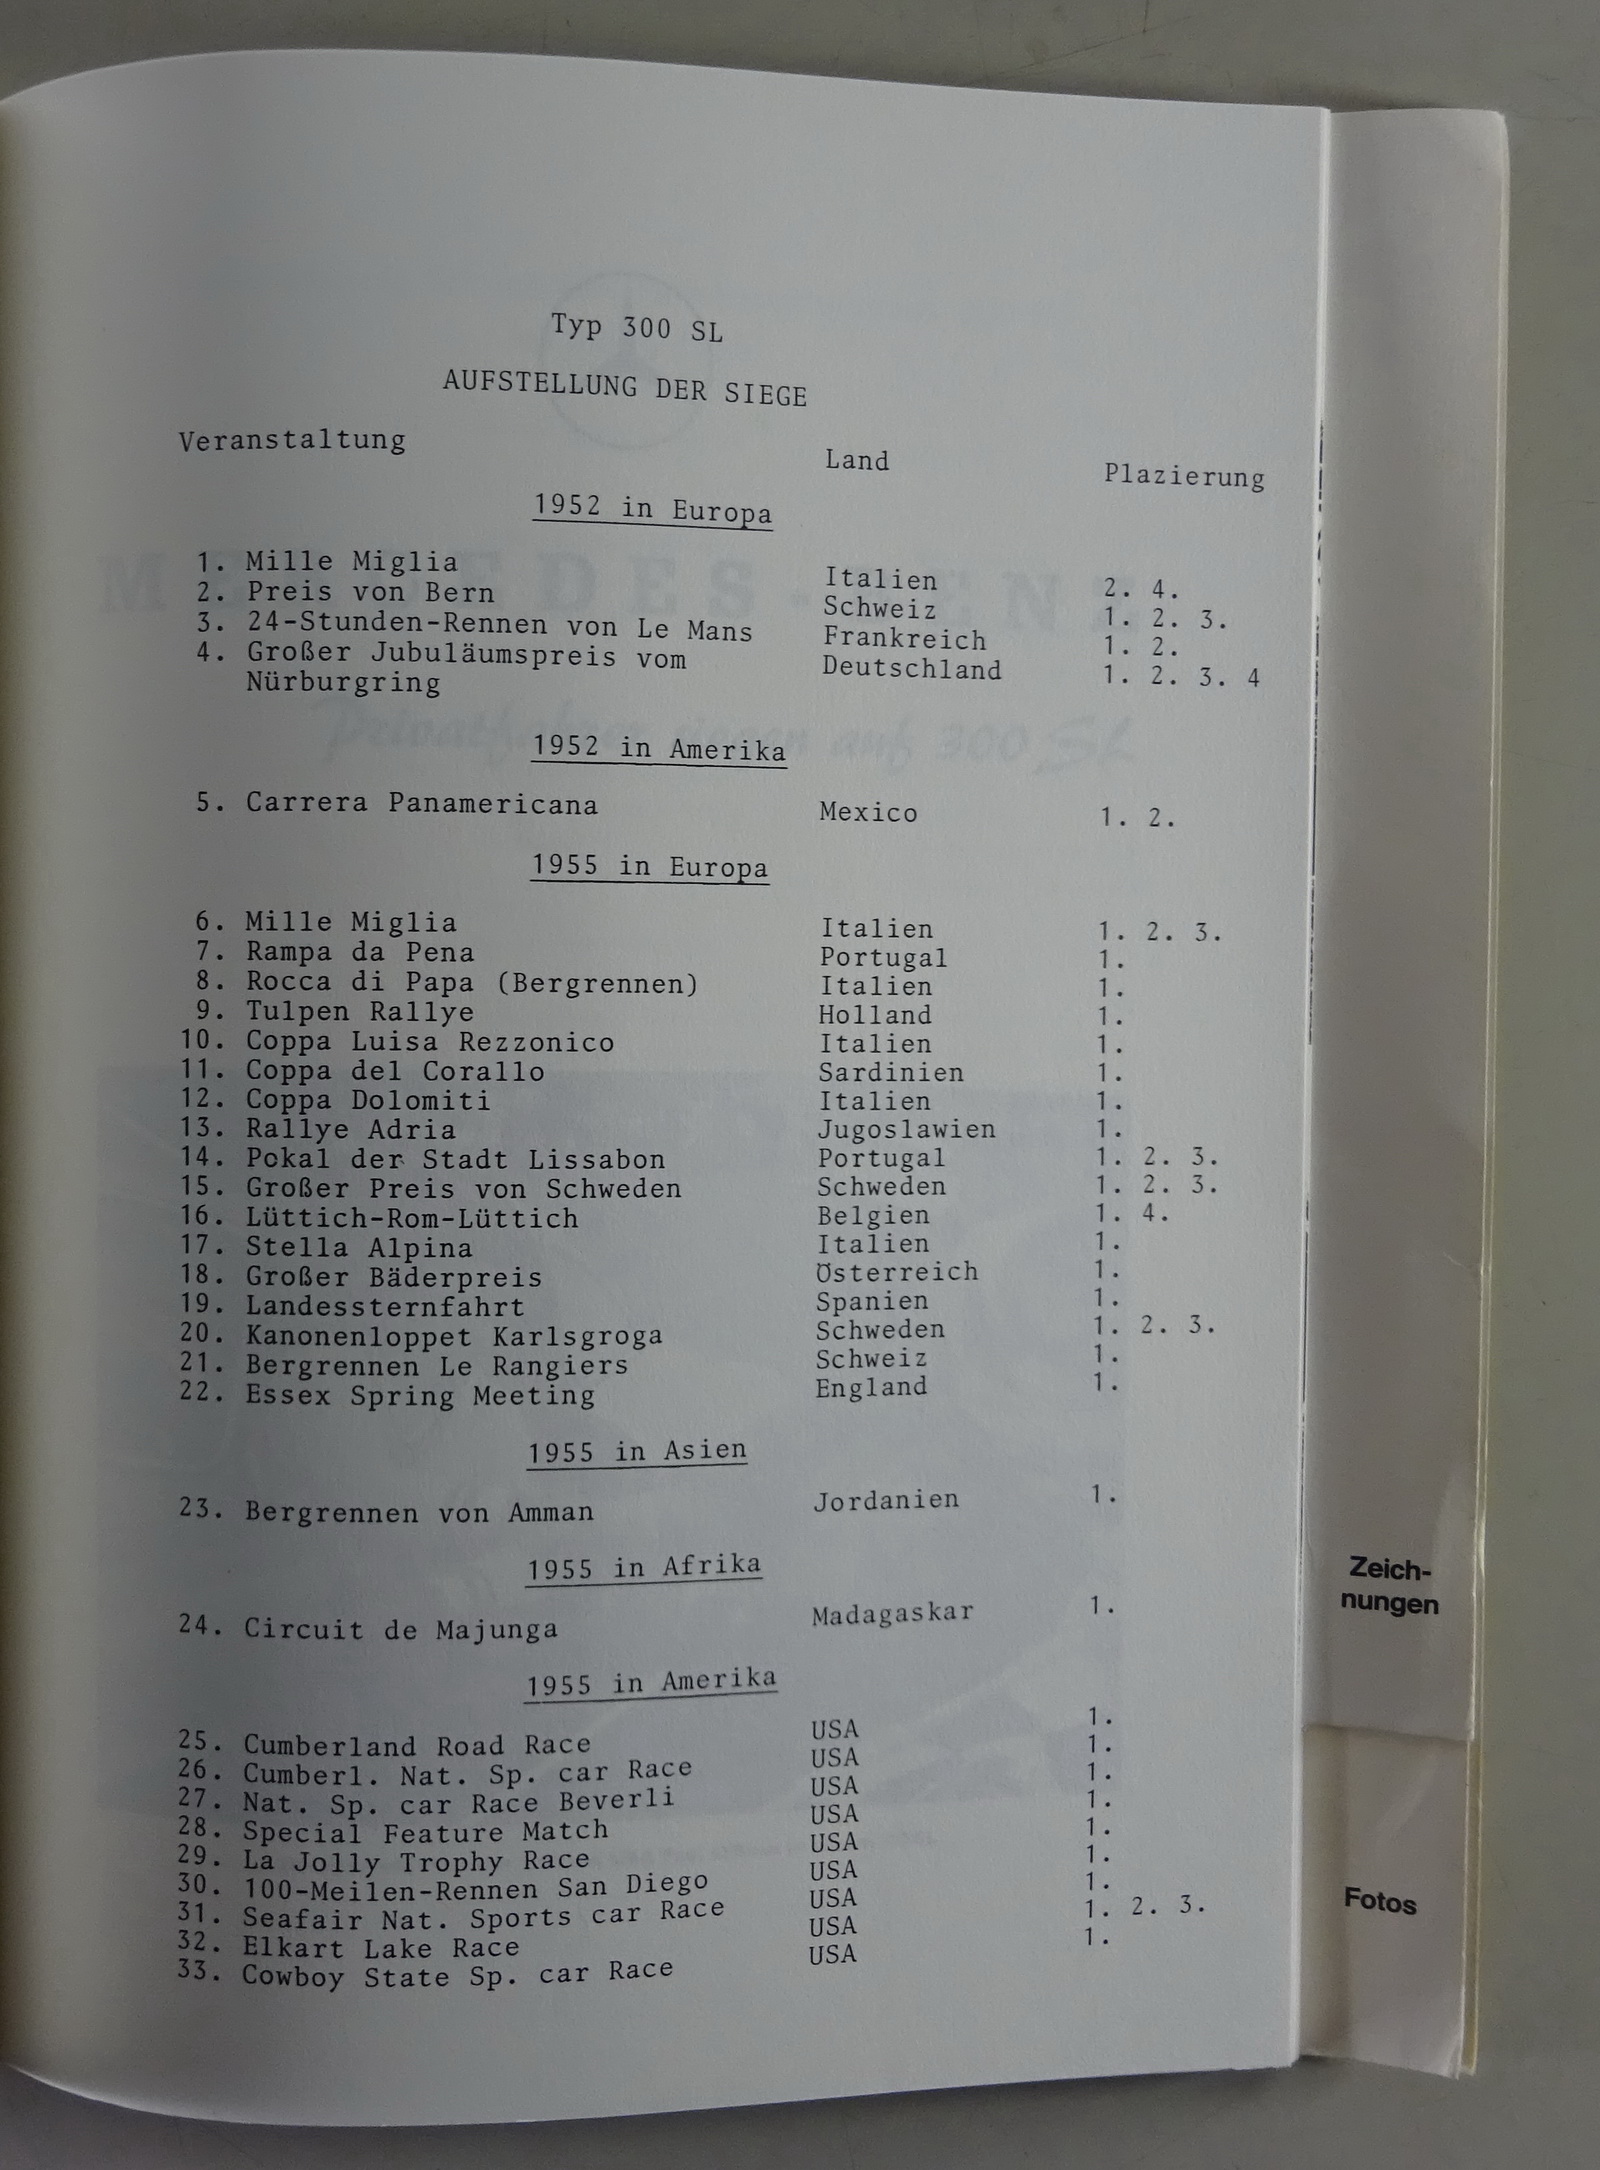 Typ 300 SL
AUFSTELLUNG DER SIEGE
Veranstaltung Land Plazierung
1952 in Europa
1. Mille Miglia Italien 2. 4.
2. Preis von Bern Schweiz 1. 2. 3.
3. 24-Stunden-Rennen von Le Mans Frankreich 1. 2.
4. Großer Jubuläumspreis vom Deutschland 1. 2. 3. 4
Nürburgring
1952 in Amerika
5. Carrera Panamericana Mexico 1. 2.
1955 in Europa
6. Mille Miglia Italien 1. 2. 3.
7. Rampa da Pena Portugal 1.
8. Rocca di Papa (Bergrennen) Italien 1.
9. Tulpen Rallye Holland 1.
10. Coppa Luisa Rezzonico Italien 1.
11. Coppa del Corallo Sardinien 1.
12. Coppa Dolomiti Italien 1.
13. Rallye Adria Jugoslawien 1.
14. Pokal der Stadt Lissabon Portugal 1. 2. 3.
15. Großer Preis von Schweden Schweden 1. 2. 3.
16. Lüttich-Rom-Lüttich Belgien 1. 4.
17. Stella Alpina Italien 1.
18. Großer Bäderpreis Österreich 1.
19. Landessternfahrt Spanien 1.
20. Kanonenloppet Karlsgroga Schweden 1. 2. 3.
21. Bergrennen Le Rangiers Schweiz 1.
22. Essex Spring Meeting England 1.
1955 in Asien
23. Bergrennen von Amman Jordanien 1.
1955 in Afrika
24. Circuit de Majunga Madagaskar 1.
1955 in Amerika
25. Cumberland Road Race USA 1.
26. Cumberl. Nat. Sp. car Race USA 1.
27. Nat. Sp. car Race Beverli USA 1.
28. Special Feature Match USA 1.
29. La Jolly Trophy Race USA 1.
30. 100-Meilen-Rennen San Diego USA 1.
31. Seafair Nat. Sports car Race USA 1.
32. Elkart Lake Race USA 1. 2. 3.
33. Cowboy State Sp. car Race USA 1.
Zeich-
nungen
Fotos